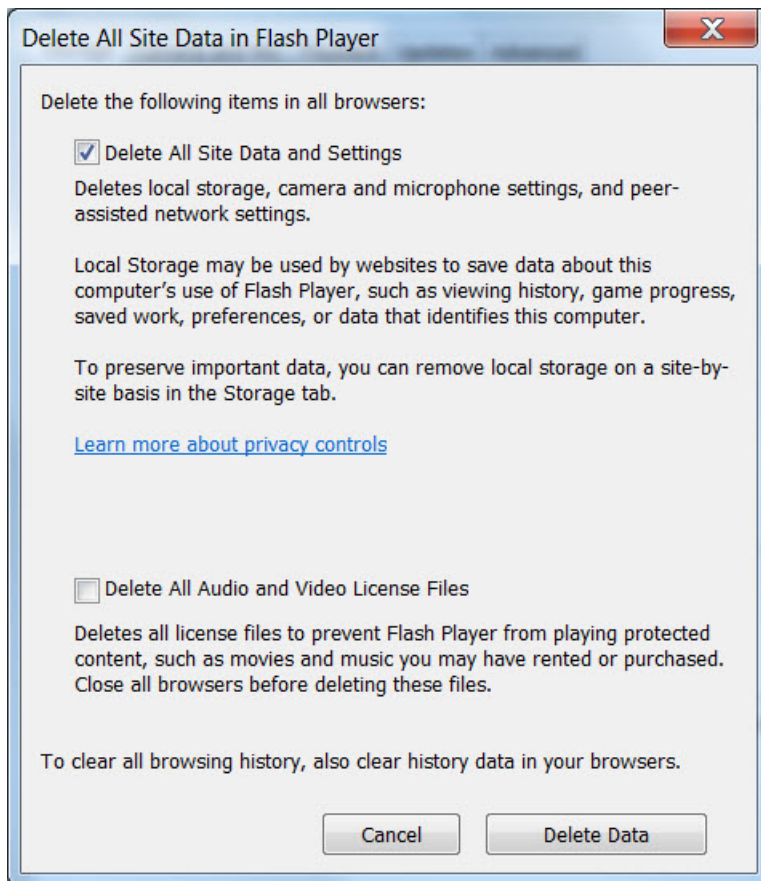 Delete All Site Data in Flash Player
Delete the following items in all browsers:
Delete All Site Data and Settings
Deletes local storage, camera and microphone settings, and peer-
assisted network settings.
Local Storage may be used by websites to save data about this
computer’s use of Flash Player, such as viewing history, game progress,
saved work, preferences, or data that identifies this computer.
To preserve important data, you can remove local storage on a site-by-
site basis in the Storage tab.
Learn more about privacy controls
Delete All Audio and Video License Files
Deletes all license files to prevent Flash Player from playing protected
content, such as movies and music you may have rented or purchased.
Close all browsers before deleting these files.
To clear all browsing history, also clear history data in your browsers.
Cancel Delete Data